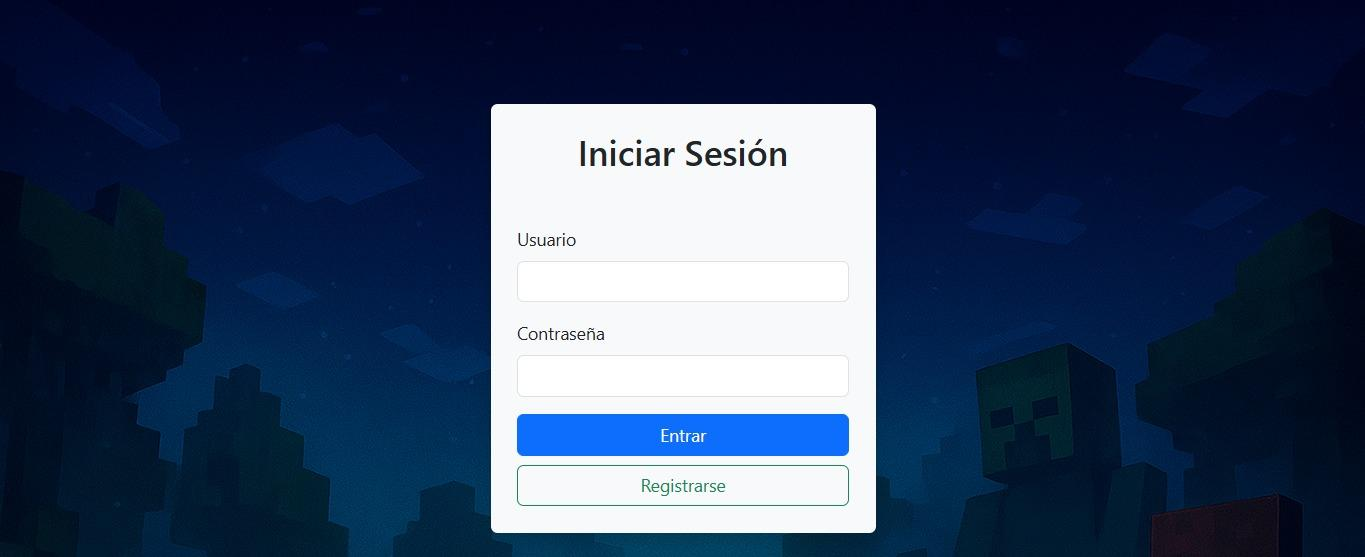 Iniciar Sesión
Usuario
Contraseña
Entrar
Registrarse